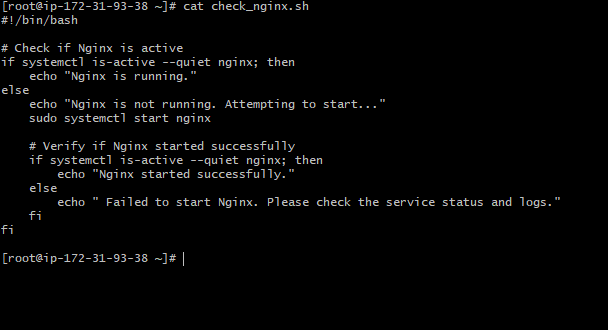 [root@ip-172-31-93-38 ~]# cat check_nginx.sh
#!/bin/bash

# Check if Nginx is active
if systemctl is-active --quiet nginx; then
    echo "Nginx is running."
else
    echo "Nginx is not running. Attempting to start..."
    sudo systemctl start nginx

    # Verify if Nginx started successfully
    if systemctl is-active --quiet nginx; then
        echo "Nginx started successfully."
    else
        echo " Failed to start Nginx. Please check the service status and logs."
    fi
fi

[root@ip-172-31-93-38 ~]#